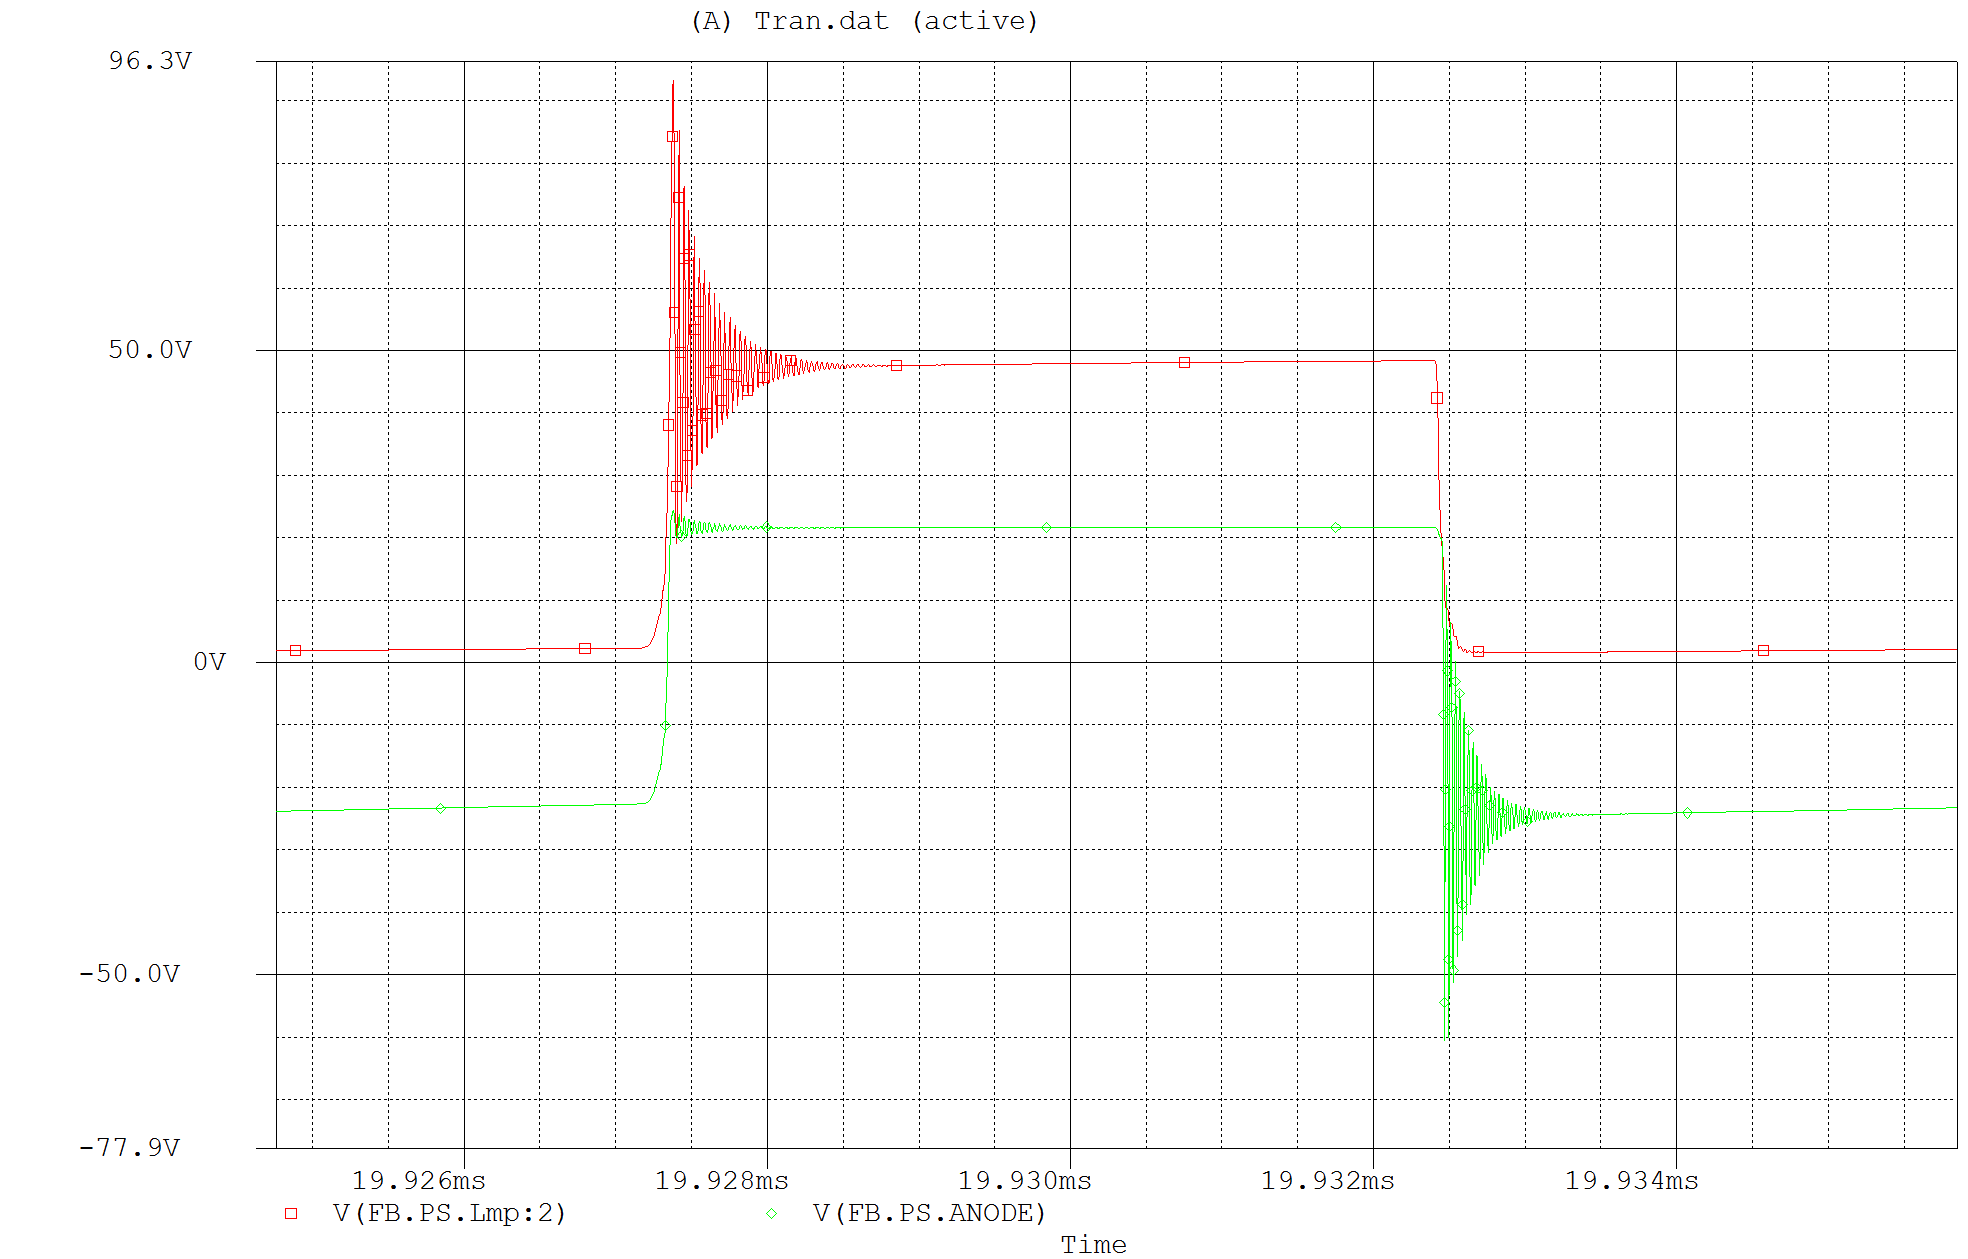 (A) Tran.dat (active)
96.3V
50.0V
0V
-50.0V
-77.9V
19.926ms 19.928ms 19.930ms 19.932ms 19.934ms
V(FB.PS.Lmp:2) V(FB.PS.ANODE)
Time